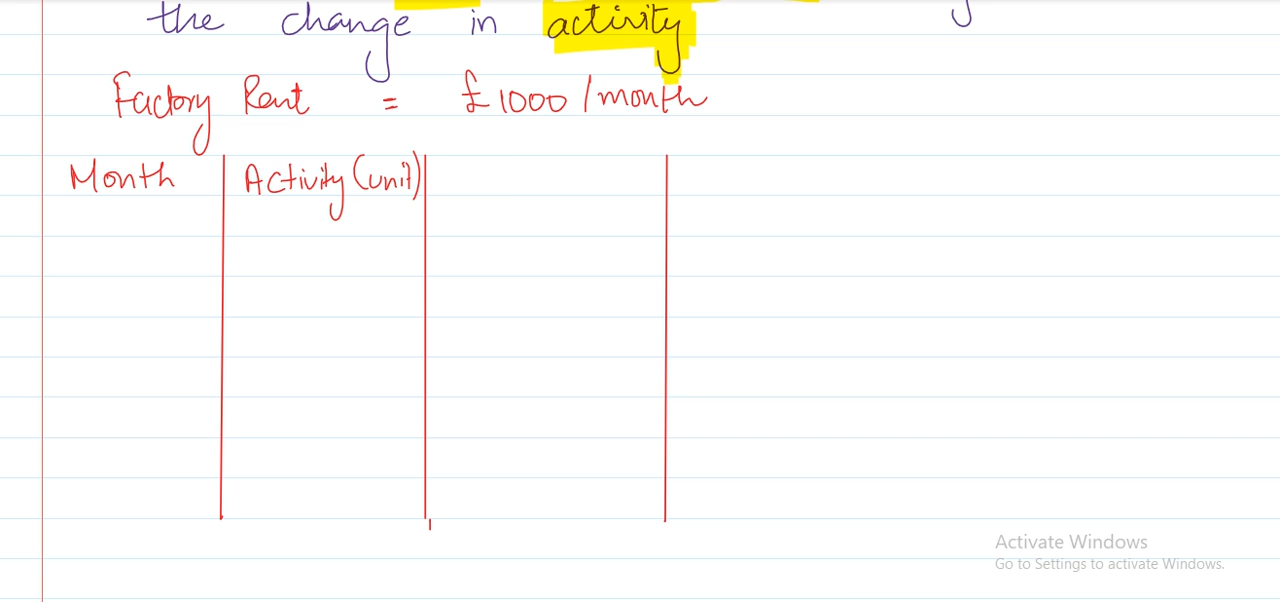 the change in activity
Factory Rent = £1000/month
Month Activity (unit)
Activate Windows
Go to Settings to activate Windows.